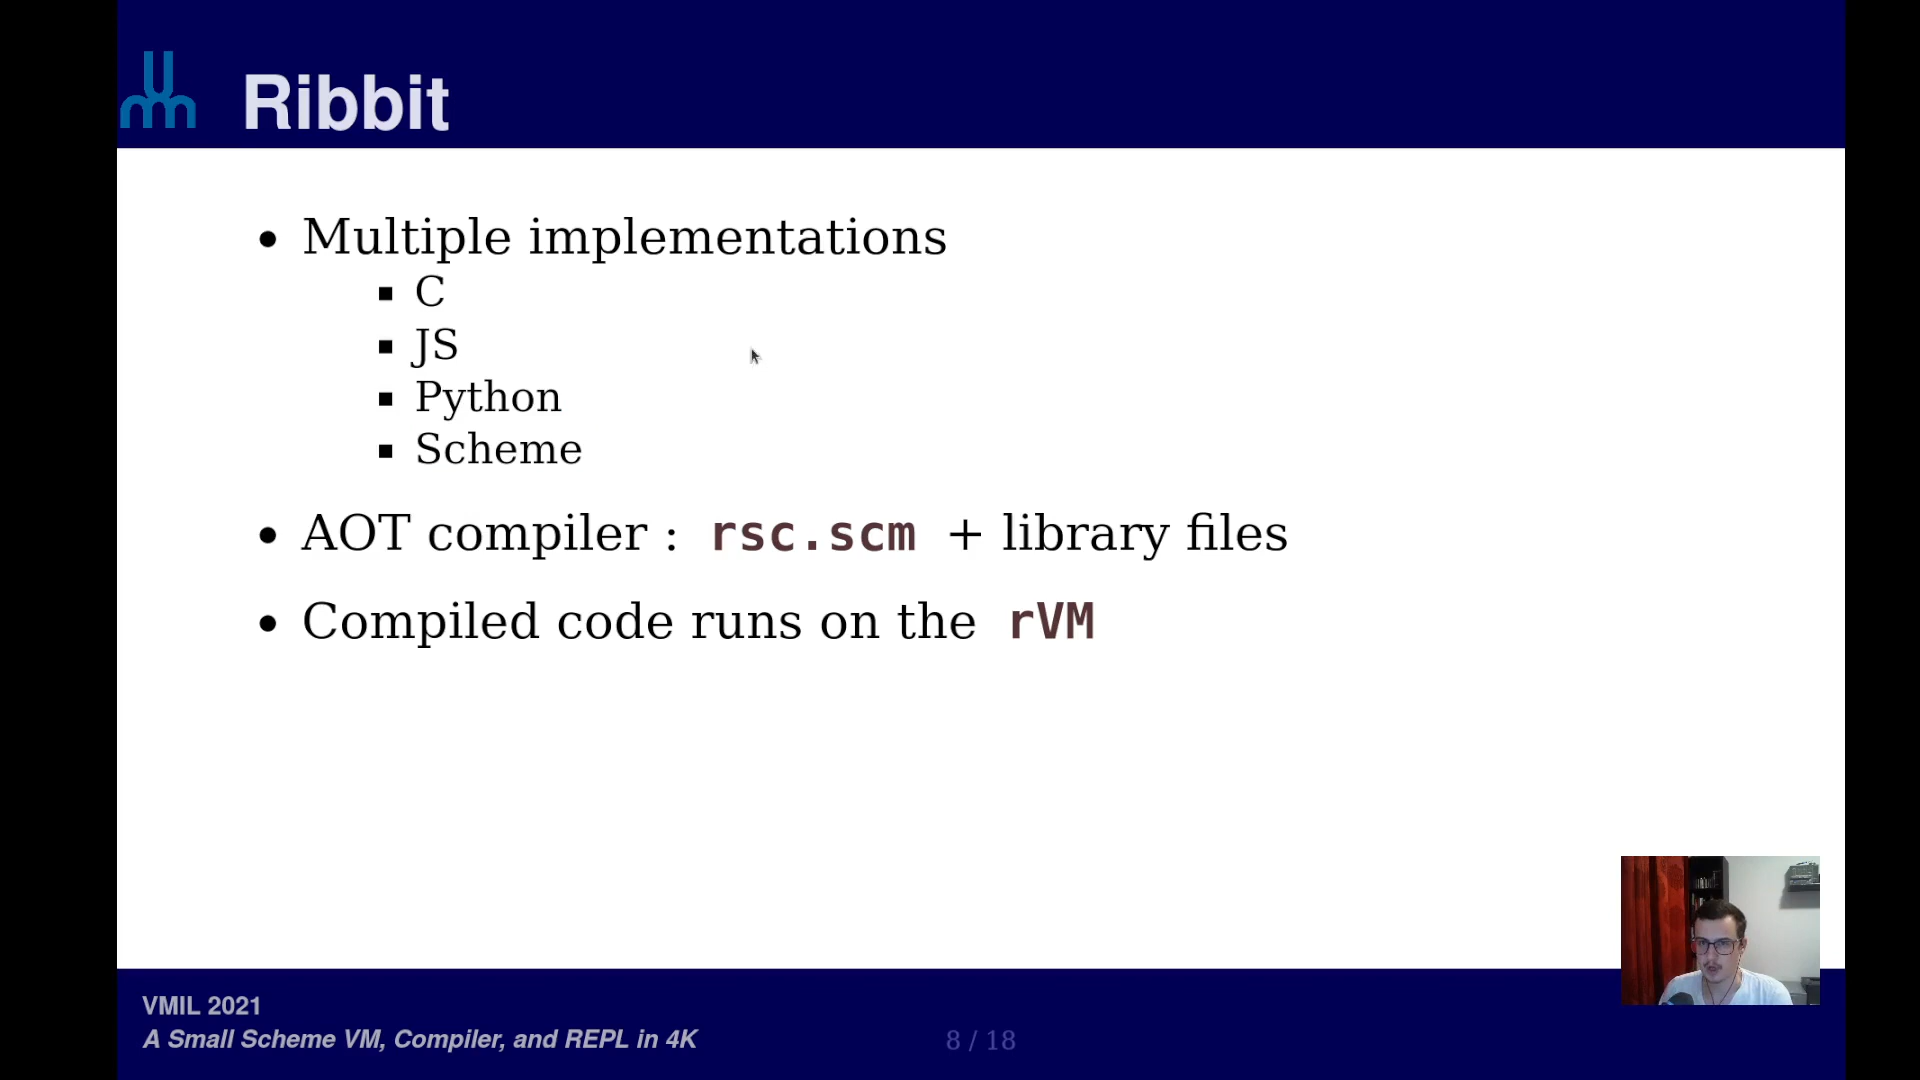 Ribbit
• Multiple implementations
▪ C
▪ JS
▪ Python
▪ Scheme
• AOT compiler : rsc.scm + library files
• Compiled code runs on the rVM
VMIL 2021
A Small Scheme VM, Compiler, and REPL in 4K
8 / 18